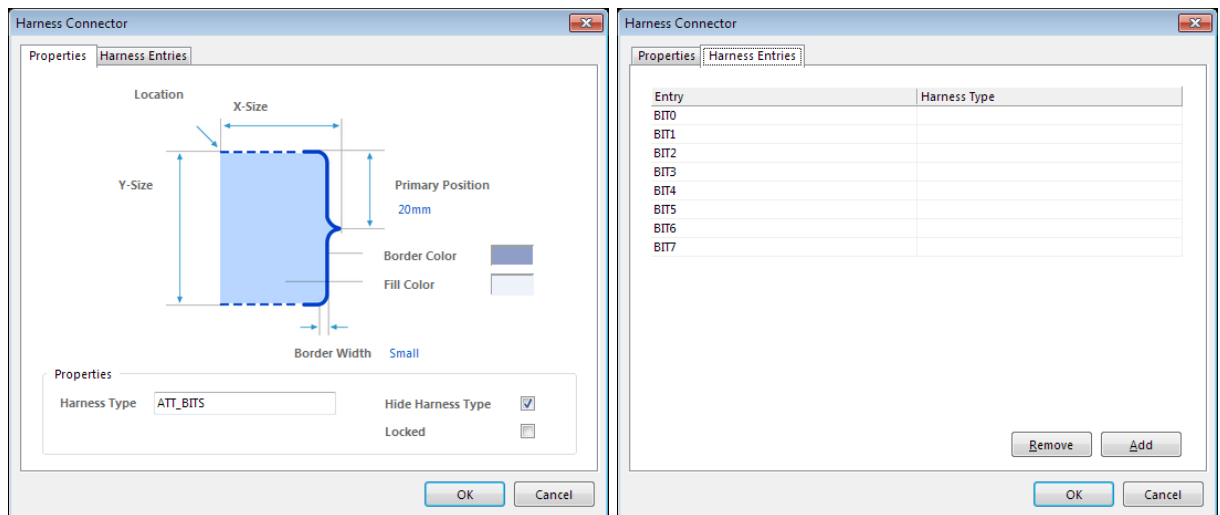 Harness Connector
Properties Harness Entries
Location
X-Size
Y-Size
Primary Position
20mm
Border Color
Fill Color
Border Width Small
Properties
Harness Type ATT_BITS Hide Harness Type
Locked
OK Cancel
Harness Connector
Properties Harness Entries
Entry Harness Type
BIT0
BIT1
BIT2
BIT3
BIT4
BIT5
BIT6
BIT7
Remove Add
OK Cancel